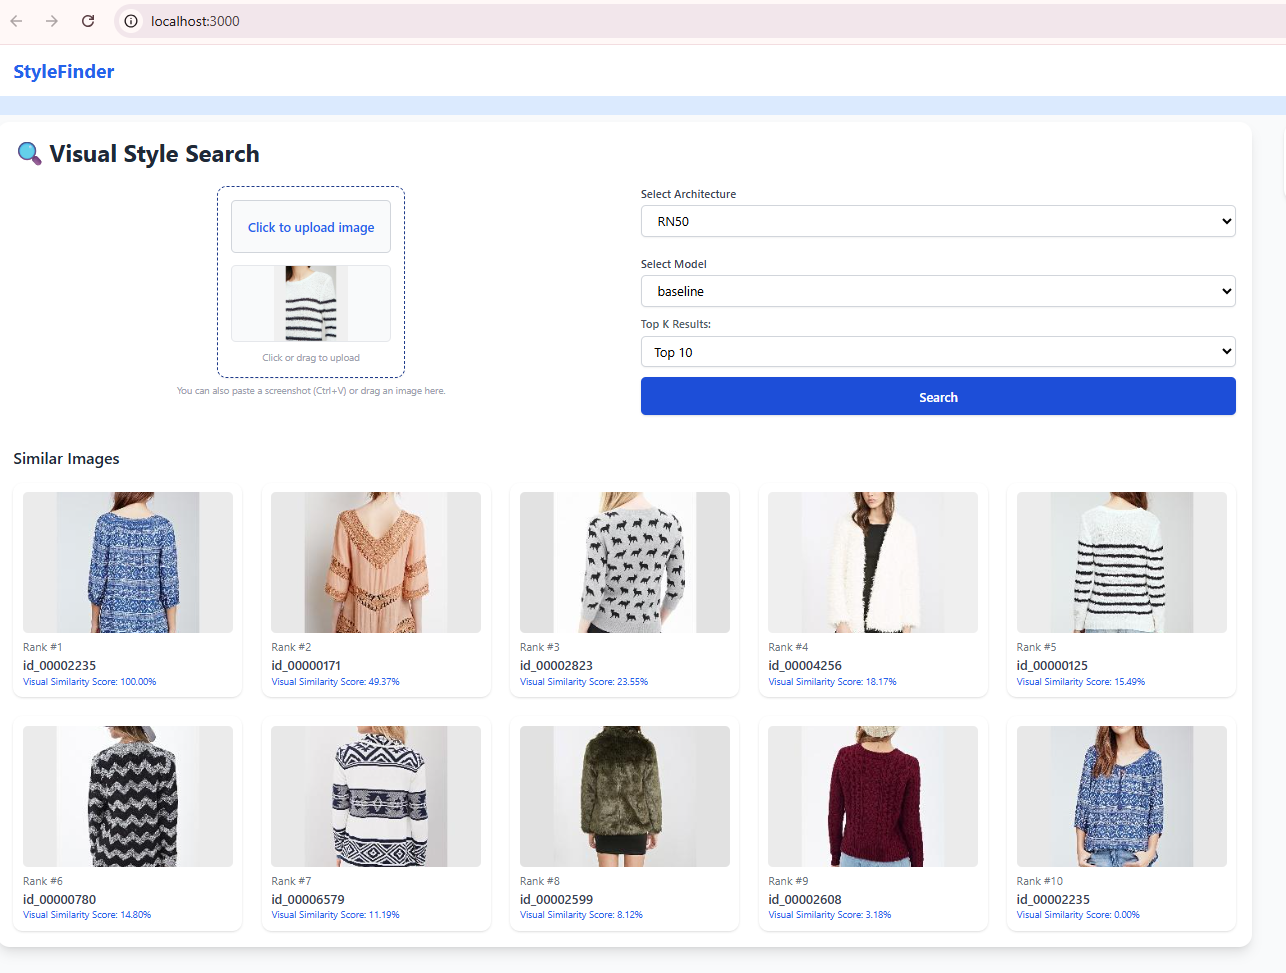 localhost:3000
StyleFinder
Visual Style Search
Click to upload image
Click or drag to upload
You can also paste a screenshot (Ctrl+V) or drag an image here.
Select Architecture
RN50
Select Model
baseline
Top K Results:
Top 10
Search
Similar Images
Rank #1
id_00002235
Visual Similarity Score: 100.00%
Rank #2
id_00000171
Visual Similarity Score: 49.37%
Rank #3
id_00002823
Visual Similarity Score: 23.55%
Rank #4
id_00004256
Visual Similarity Score: 18.17%
Rank #5
id_00000125
Visual Similarity Score: 15.49%
Rank #6
id_00000780
Visual Similarity Score: 14.80%
Rank #7
id_00006579
Visual Similarity Score: 11.19%
Rank #8
id_00002599
Visual Similarity Score: 8.12%
Rank #9
id_00002608
Visual Similarity Score: 3.18%
Rank #10
id_00002235
Visual Similarity Score: 0.00%